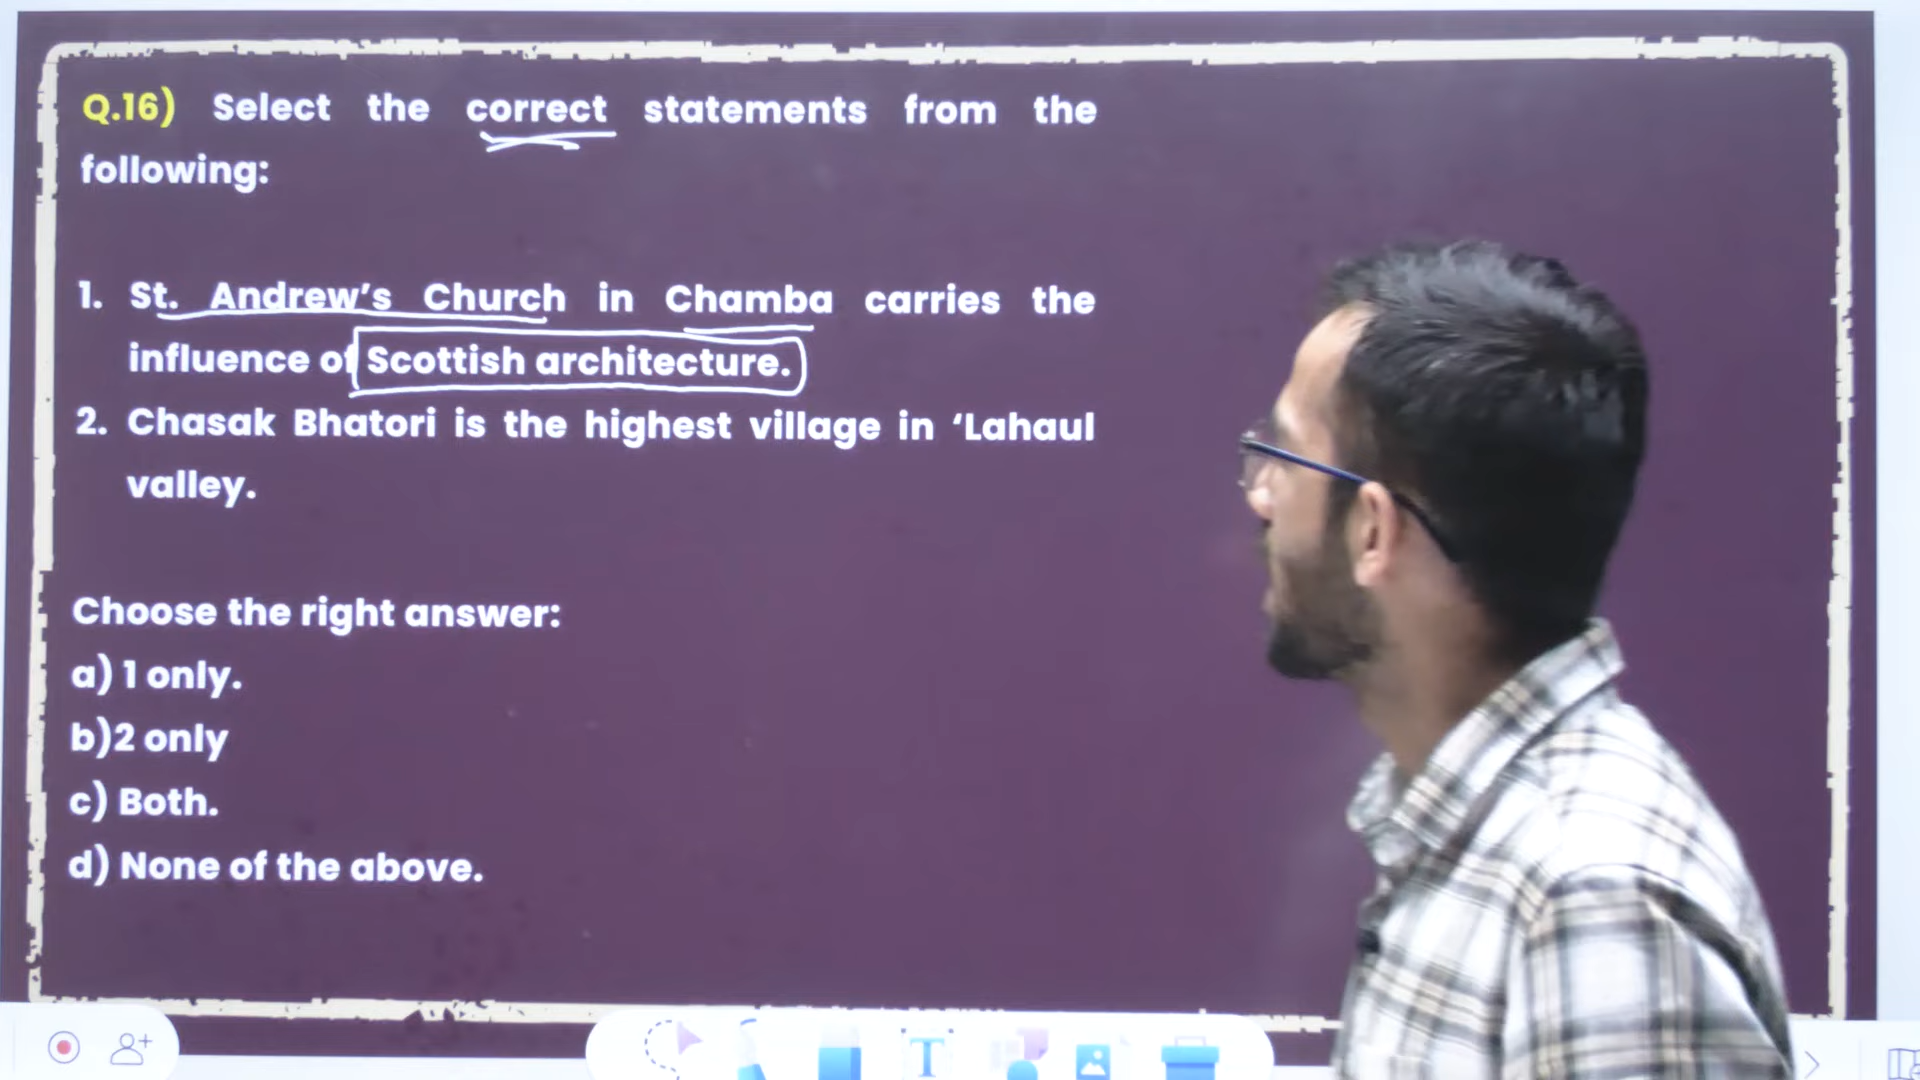 Q.16) Select the correct statements from the
following:
1. St. Andrew's Church in Chamba carries the
influence of Scottish architecture.
2. Chasak Bhatori is the highest village in ‘Lahaul
valley.
Choose the right answer:
a) 1 only.
b)2 only
c) Both.
d) None of the above.
T